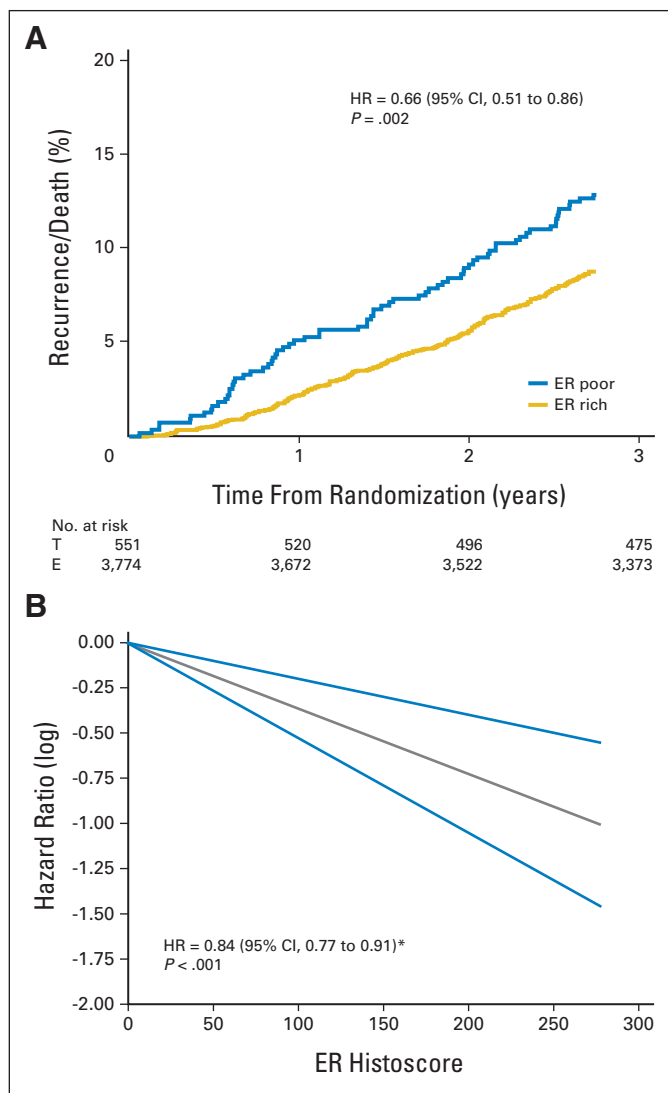 A
20
HR = 0.66 (95% CI, 0.51 to 0.86)
P = .002
15
10
5
0
1
2
3
Recurrence/Death (%)
ER poor
ER rich
Time From Randomization (years)
No. at risk
T 551 520 496 475
E 3,774 3,672 3,522 3,373
B
0.00
-0.25
-0.50
-0.75
-1.00
-1.25
-1.50
-1.75
-2.00
Hazard Ratio (log)
HR = 0.84 (95% CI, 0.77 to 0.91)*
P < .001
0 50 100 150 200 250 300
ER Histoscore